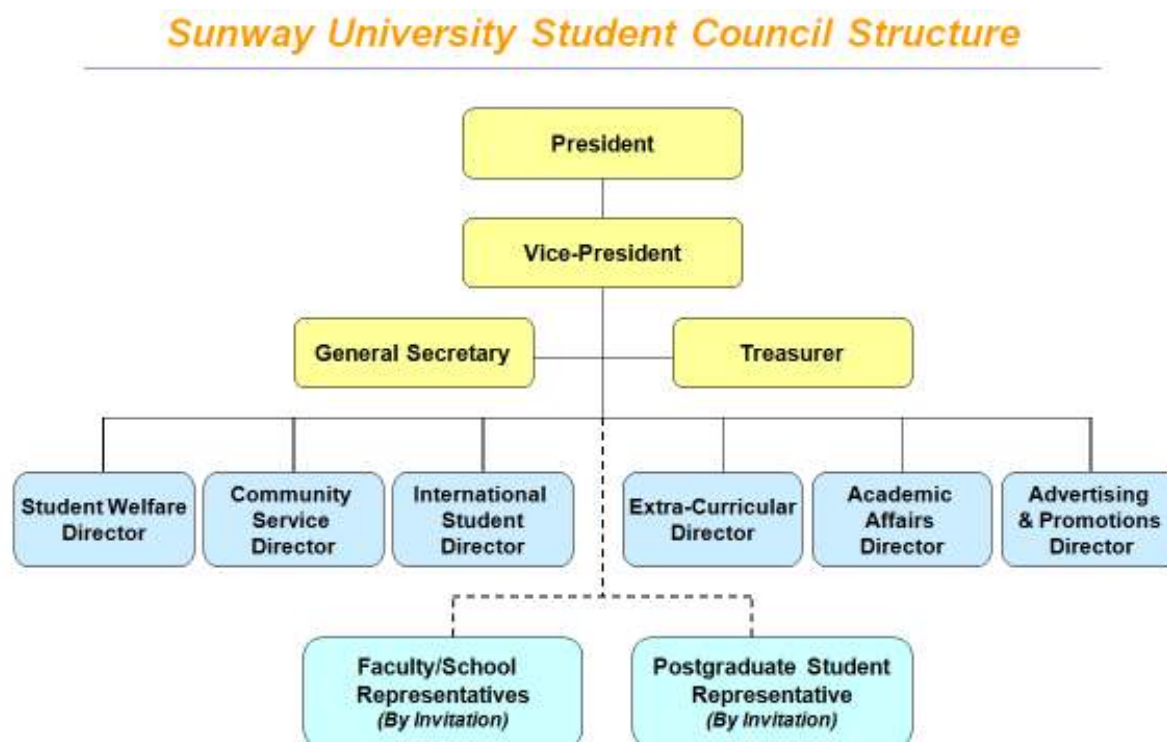 Sunway University Student Council Structure
President
Vice-President
General Secretary
Treasurer
Student Welfare
Director
Community
Service
Director
International
Student
Director
Extra-Curricular
Director
Academic
Affairs
Director
Advertising
& Promotions
Director
Faculty/School
Representatives
(By Invitation)
Postgraduate Student
Representative
(By Invitation)